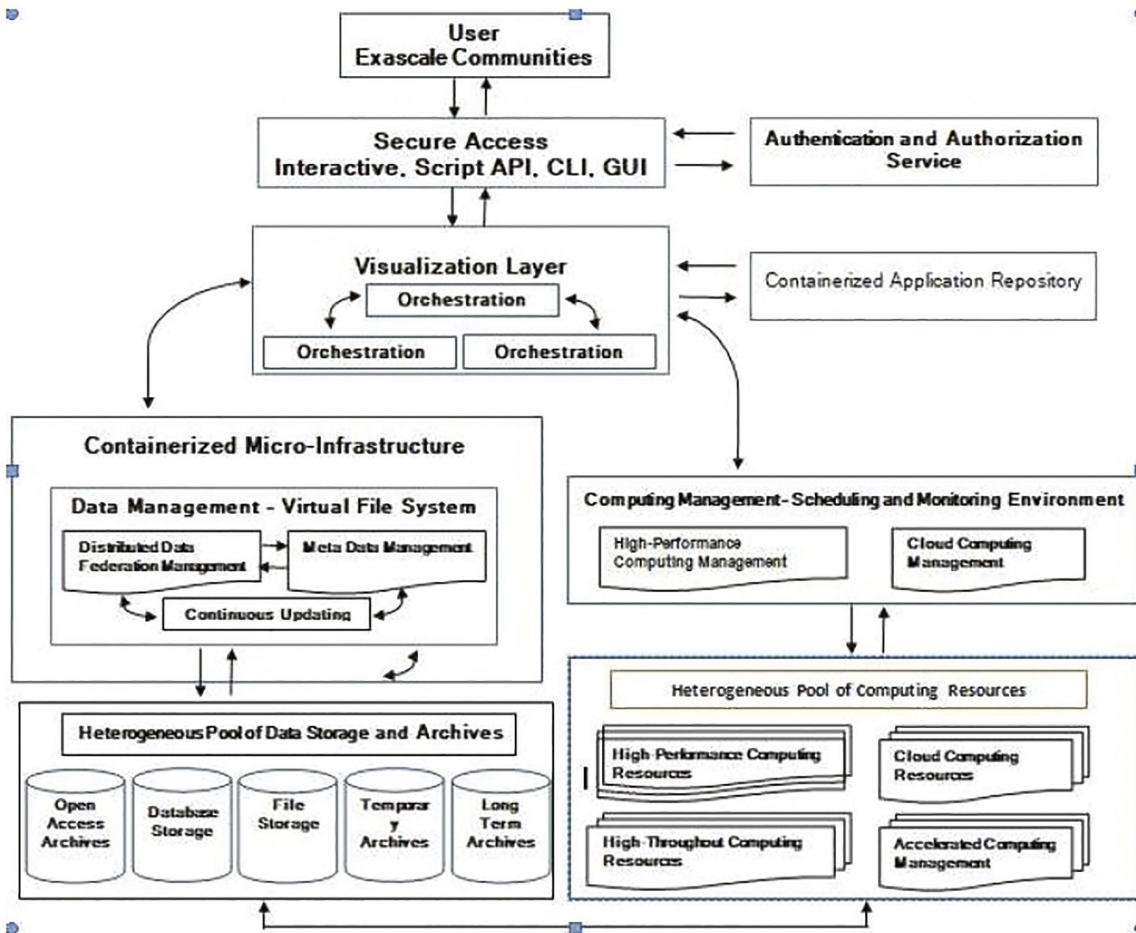 User
Exascale Communities
Secure Access
Interactive, Script API, CLI, GUI
Authentication and Authorization
Service
Visualization Layer
Orchestration
Orchestration
Orchestration
Containerized Application Repository
Containerized Micro-Infrastructure
Data Management - Virtual File System
Distributed Data
Federation Management
Meta Data Management
Continuous Updating
Computing Management-Scheduling and Monitoring Environment
High-Performance
Computing Management
Cloud Computing
Management
Heterogeneous Pool of Data Storage and Archives
Open
Access
Archives
Database
Storage
File
Storage
Temporar
y
Archives
Long
Term
Archives
Heterogeneous Pool of Computing Resources
High-Performance Computing
Resources
Cloud Computing
Resources
High-Throughout Computing
Resources
Accelerated Computing
Management